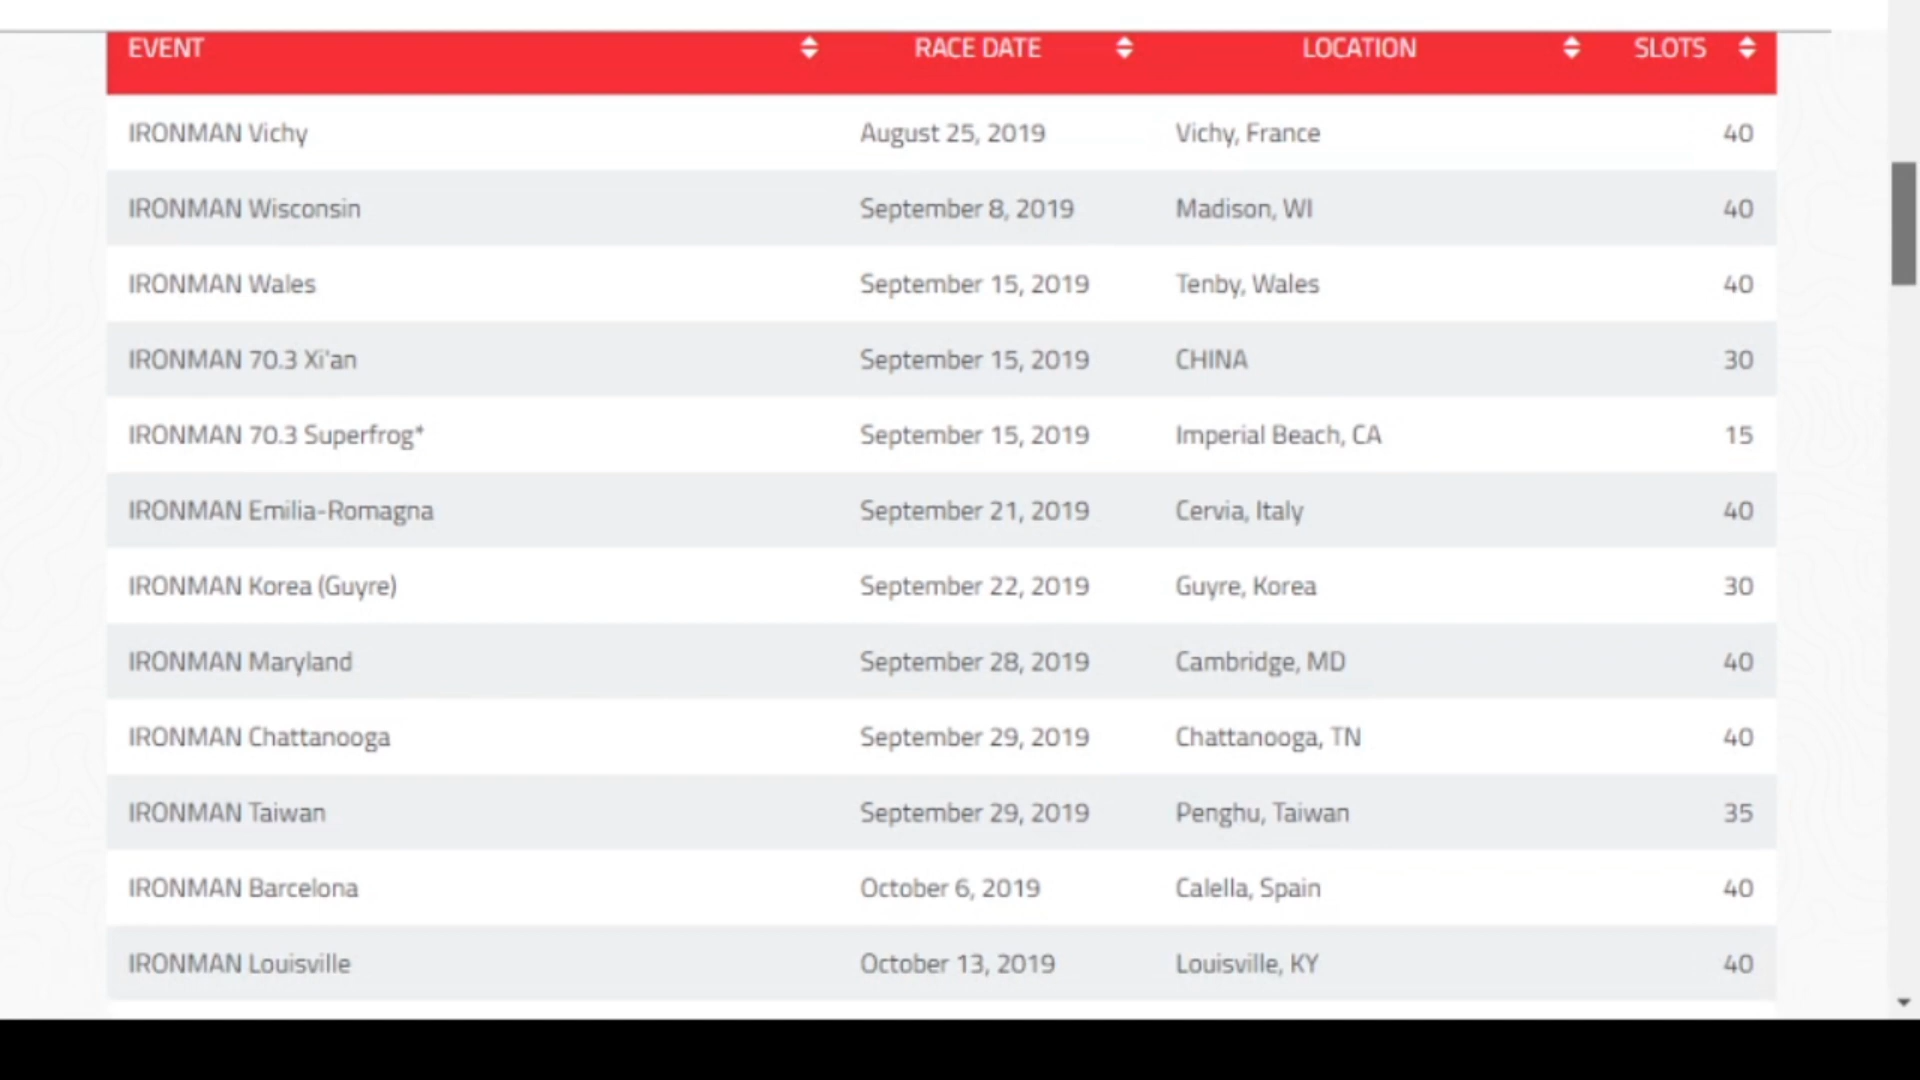 EVENT RACE DATE LOCATION SLOTS
IRONMAN Vichy August 25, 2019 Vichy, France 40
IRONMAN Wisconsin September 8, 2019 Madison, WI 40
IRONMAN Wales September 15, 2019 Tenby, Wales 40
IRONMAN 70.3 Xi'an September 15, 2019 CHINA 30
IRONMAN 70.3 Superfrog* September 15, 2019 Imperial Beach, CA 15
IRONMAN Emilia-Romagna September 21, 2019 Cervia, Italy 40
IRONMAN Korea (Guyre) September 22, 2019 Guyre, Korea 30
IRONMAN Maryland September 28, 2019 Cambridge, MD 40
IRONMAN Chattanooga September 29, 2019 Chattanooga, TN 40
IRONMAN Taiwan September 29, 2019 Penghu, Taiwan 35
IRONMAN Barcelona October 6, 2019 Calella, Spain 40
IRONMAN Louisville October 13, 2019 Louisville, KY 40